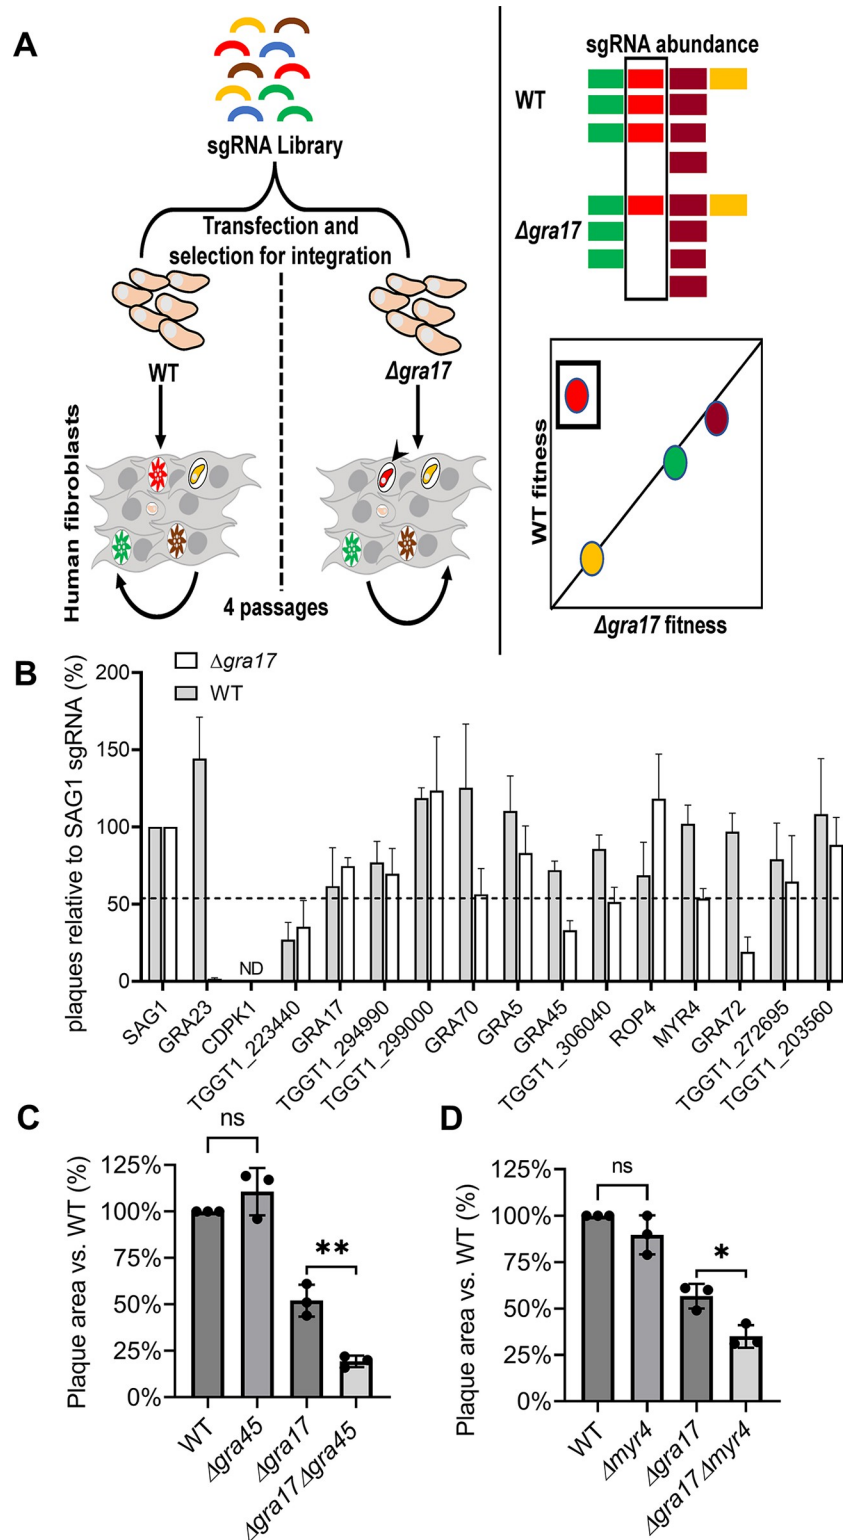 A
sgRNA Library
Transfection and
selection for integration
WT
Δgra17
Human fibroblasts
4 passages
sgRNA abundance
WT
Δgra17
WT fitness
Δgra17 fitness
B
Δgra17
WT
plaques relative to SAG1 sgRNA (%)
200
150
100
50
0
ND
SAG1
GRA23
CDPK1
TGGT1_223440
GRA17
TGGT1_294990
TGGT1_299000
GRA70
GRA5
GRA45
TGGT1_306040
ROP4
MYR4
GRA72
TGGT1_272695
TGGT1_203560
C
Plaque area vs. WT (%)
125%
100%
75%
50%
25%
0%
ns
**
WT
Δgra45
Δgra17
Δgra17Δgra45
D
Plaque area vs. WT (%)
125%
100%
75%
50%
25%
0%
ns
*
WT
Δmyr4
Δgra17
Δgra17Δmyr4